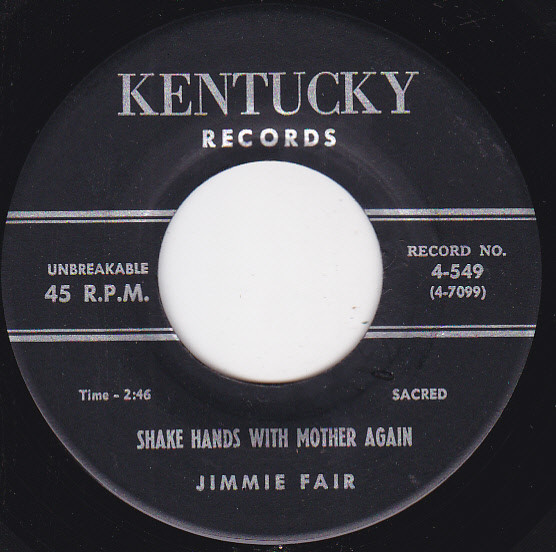 KENTUCKY
RECORDS
UNBREAKABLE
45 R.P.M.
RECORD NO.
4-549
(4-7099)
Time - 2:46
SACRED
SHAKE HANDS WITH MOTHER AGAIN
JIMMIE FAIR